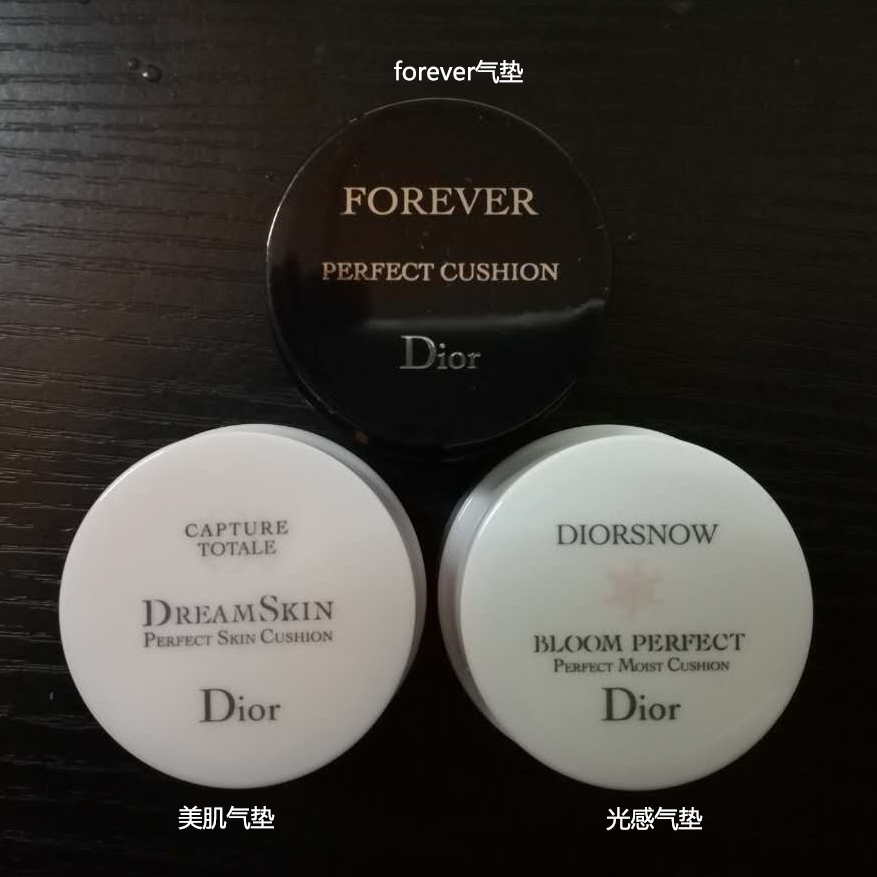 forever气垫
FOREVER
PERFECT CUSHION
Dior
CAPTURE
TOTALE
DREAMSKIN
PERFECT SKIN CUSHION
Dior
美肌气垫
DIORSNOW
BLOOM PERFECT
PERFECT MOIST CUSHION
Dior
光感气垫